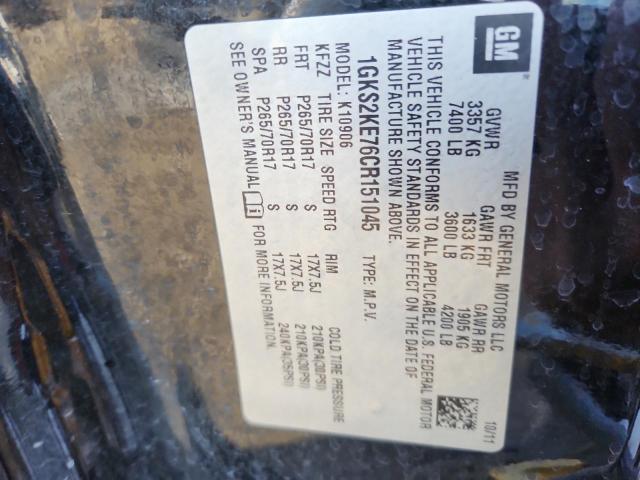 GM
MFD BY GENERAL MOTORS LLC 10/11
GVWR GAWR FRT GAWR RR
3357 KG 1633 KG 1905 KG
7400 LB 3600 LB 4200 LB
THIS VEHICLE CONFORMS TO ALL APPLICABLE U.S. FEDERAL MOTOR
VEHICLE SAFETY STANDARDS IN EFFECT ON THE DATE OF
MANUFACTURE SHOWN ABOVE.
1GKS2KE76CR151045 TYPE: M.P.V.
MODEL: K10906
KFZZ TIRE SIZE SPEED RTG RIM COLD TIRE PRESSURE
FRT P265/70R17 S 17X7.5J 210KPA(30PSI)
RR P265/70R17 S 17X7.5J 210KPA(30PSI)
SPA P265/70R17 S 17X7.5J 240KPA(35PSI)
SEE OWNER'S MANUAL FOR MORE INFORMATION.